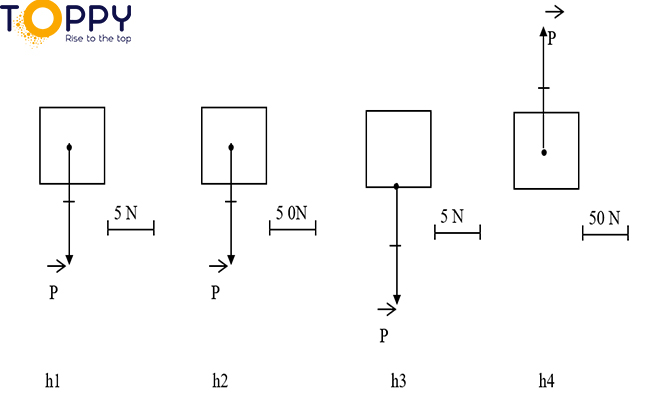 TOPPY
Rise to the top
P
5 N
5 0N
5 N
50 N
P
P
P
h1
h2
h3
h4